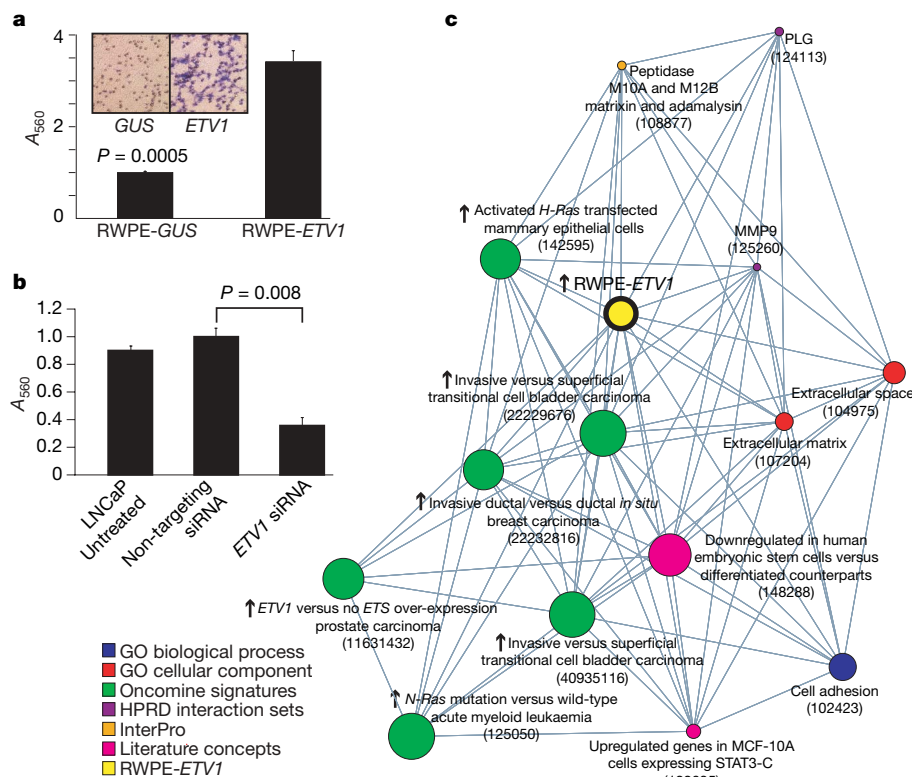 a
4
2
0
A560
GUS
ETV1
P = 0.0005
RWPE-GUS
RWPE-ETV1
b
P = 0.008
1.2
1.0
0.8
0.6
0.4
0.2
0
A560
LNCaP
Untreated
Non-targeting
siRNA
ETV1 siRNA
c
PLG
(124113)
Peptidase
M10A and M12B
matrixin and adamalysin
(108877)
↑ Activated H-Ras transfected
mammary epithelial cells
(142595)
MMP9
(125260)
↑ RWPE-ETV1
↑ Invasive versus superficial
transitional cell bladder carcinoma
(22229676)
Extracellular space
(104975)
Extracellular matrix
(107204)
↑ Invasive ductal versus ductal in situ
breast carcinoma
(22232816)
Downregulated in human
embryonic stem cells versus
differentiated counterparts
(148288)
↑ ETV1 versus no ETS over-expression
prostate carcinoma
(11631432)
↑ Invasive versus superficial
transitional cell bladder carcinoma
(40935116)
Cell adhesion
(102423)
↑ N-Ras mutation versus wild-type
acute myeloid leukaemia
(125050)
Upregulated genes in MCF-10A
cells expressing STAT3-C
GO biological process
GO cellular component
Oncomine signatures
HPRD interaction sets
InterPro
Literature concepts
RWPE-ETV1